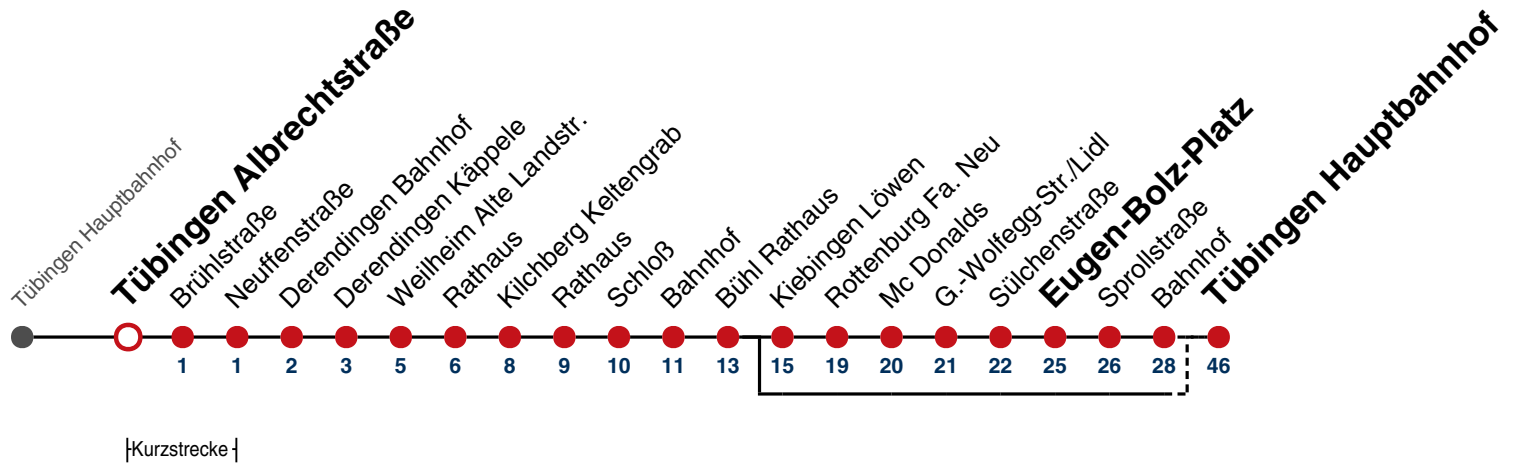 Tübingen Hauptbahnhof
Tübingen Albrechtstraße
Brühlstraße
Neuffenstraße
Derendingen Bahnhof
Derendingen Käppele
Weilheim Alte Landstr.
Rathaus
Kilchberg Keltengrab
Rathaus
Schloß
Bahnhof
Bühl Rathaus
Kiebingen Löwen
Rottenburg Fa. Neu
Mc Donalds
G.-Wolfegg-Str./Lidl
Sülchenstraße
Eugen-Bolz-Platz
Sprollstraße
Bahnhof
Tübingen Hauptbahnhof
1 1 2 3 5 6 8 9 10 11 13 15 19 20 21 22 25 26 28 46
Kurzstrecke